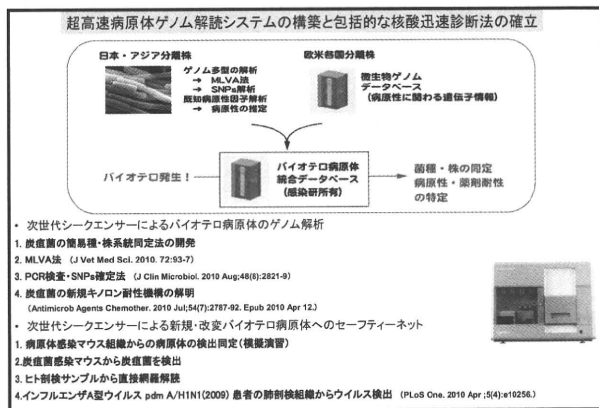 超高速病原体ゲノム解読システムの構築と包括的な核酸迅速診断法の確立
日本・アジア分離株
ゲノム多型の解析
→ MLVA法
→ SNPs解析
既知病原性因子解析
→ 病原性の推定
欧米各国分離株
微生物ゲノム
データベース
(病原性に関わる遺伝子情報)
バイオテロ発生！
バイオテロ病原体
統合データベース
(感染研所有)
菌種・株の同定
病原性・薬剤耐性
の特定
・ 次世代シークエンサーによるバイオテロ病原体のゲノム解析
1. 炭疽菌の簡易種・株系統同定法の開発
2. MLVA法 (J Vet Med Sci. 2010. 72:93-7)
3. PCR検査・SNPs確定法 (J Clin Microbiol. 2010 Aug;48(8):2821-9)
4. 炭疽菌の新規キノロン耐性機構の解明
(Antimicrob Agents Chemother. 2010 Jul;54(7):2787-92. Epub 2010 Apr 12.)
・ 次世代シークエンサーによる新規・改変バイオテロ病原体へのセーフティーネット
1. 病原体感染マウス組織からの病原体の検出同定(模擬演習)
2.炭疽菌感染マウスから炭疽菌を検出
3. ヒト剖検サンプルから直接網羅解読
4.インフルエンザA型ウイルス pdm A/H1N1(2009) 患者の肺剖検組織からウイルス検出 (PLoS One. 2010 Apr ;5(4):e10256.)